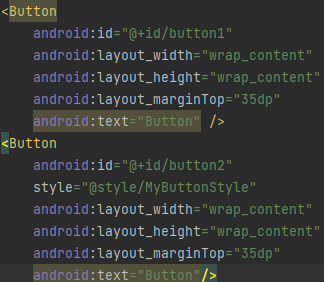 <Button
android:id="@+id/button1"
android:layout_width="wrap_content"
android:layout_height="wrap_content"
android:layout_marginTop="35dp"
android:text="Button" />
<Button
android:id="@+id/button2"
style="@style/MyButtonStyle"
android:layout_width="wrap_content"
android:layout_height="wrap_content"
android:layout_marginTop="35dp"
android:text="Button"/>